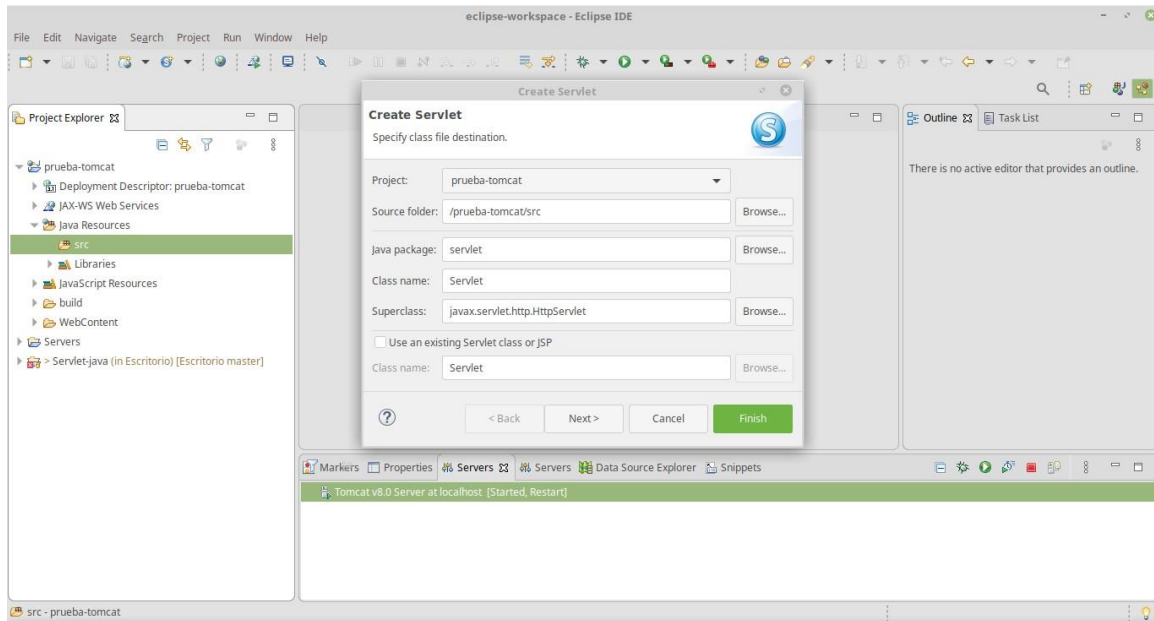 eclipse-workspace - Eclipse IDE
File Edit Navigate Search Project Run Window Help
Create Servlet
Project Explorer
Create Servlet
Specify class file destination.
Outline Task List
There is no active editor that provides an outline.
prueba-tomcat
Deployment Descriptor: prueba-tomcat
JAX-WS Web Services
Java Resources
src
Libraries
JavaScript Resources
build
WebContent
Servers
> Servlet-java (in Escritorio) [Escritorio master]
Project: prueba-tomcat
Source folder: /prueba-tomcat/src Browse...
Java package: servlet Browse...
Class name: Servlet
Superclass: javax.servlet.http.HttpServlet Browse...
Use an existing Servlet class or JSP
Class name: Servlet Browse...
< Back Next > Cancel Finish
Markers Properties Servers Servers Data Source Explorer Snippets
Tomcat v8.0 Server at localhost [Started, Restart]
src - prueba-tomcat